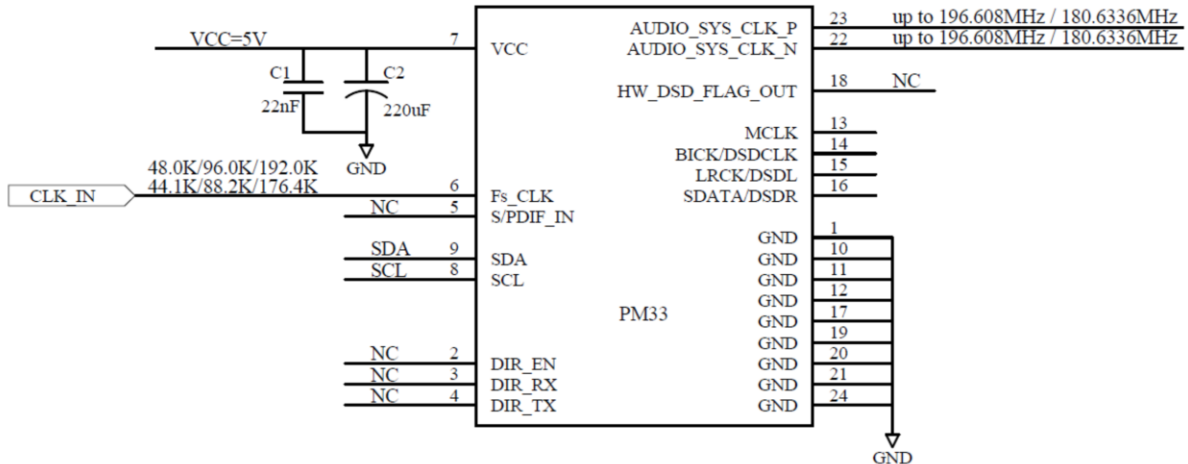 23 up to 196.608MHz / 180.6336MHz
AUDIO_SYS_CLK_P
VCC=5V 7 VCC
AUDIO_SYS_CLK_N 22 up to 196.608MHz / 180.6336MHz
C1 C2
22nF 220uF
HW_DSD_FLAG_OUT 18 NC
MCLK 13
BICK/DSDCLK 14
LRCK/DSDL 15
SDATA/DSDR 16
GND
48.0K/96.0K/192.0K
44.1K/88.2K/176.4K
CLK_IN 6 Fs_CLK
NC 5 S/PDIF_IN
SDA 9 SDA
SCL 8 SCL
PM33
NC 2 DIR_EN
NC 3 DIR_RX
NC 4 DIR_TX
GND 1
GND 10
GND 11
GND 12
GND 17
GND 19
GND 20
GND 21
GND 24
GND